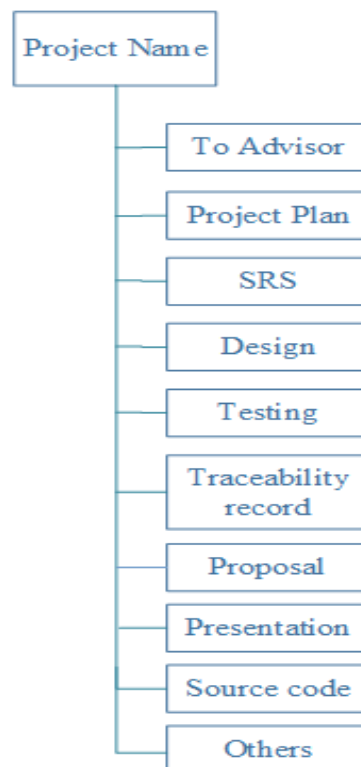 Project Name
To Advisor
Project Plan
SRS
Design
Testing
Traceability
record
Proposal
Presentation
Source code
Others